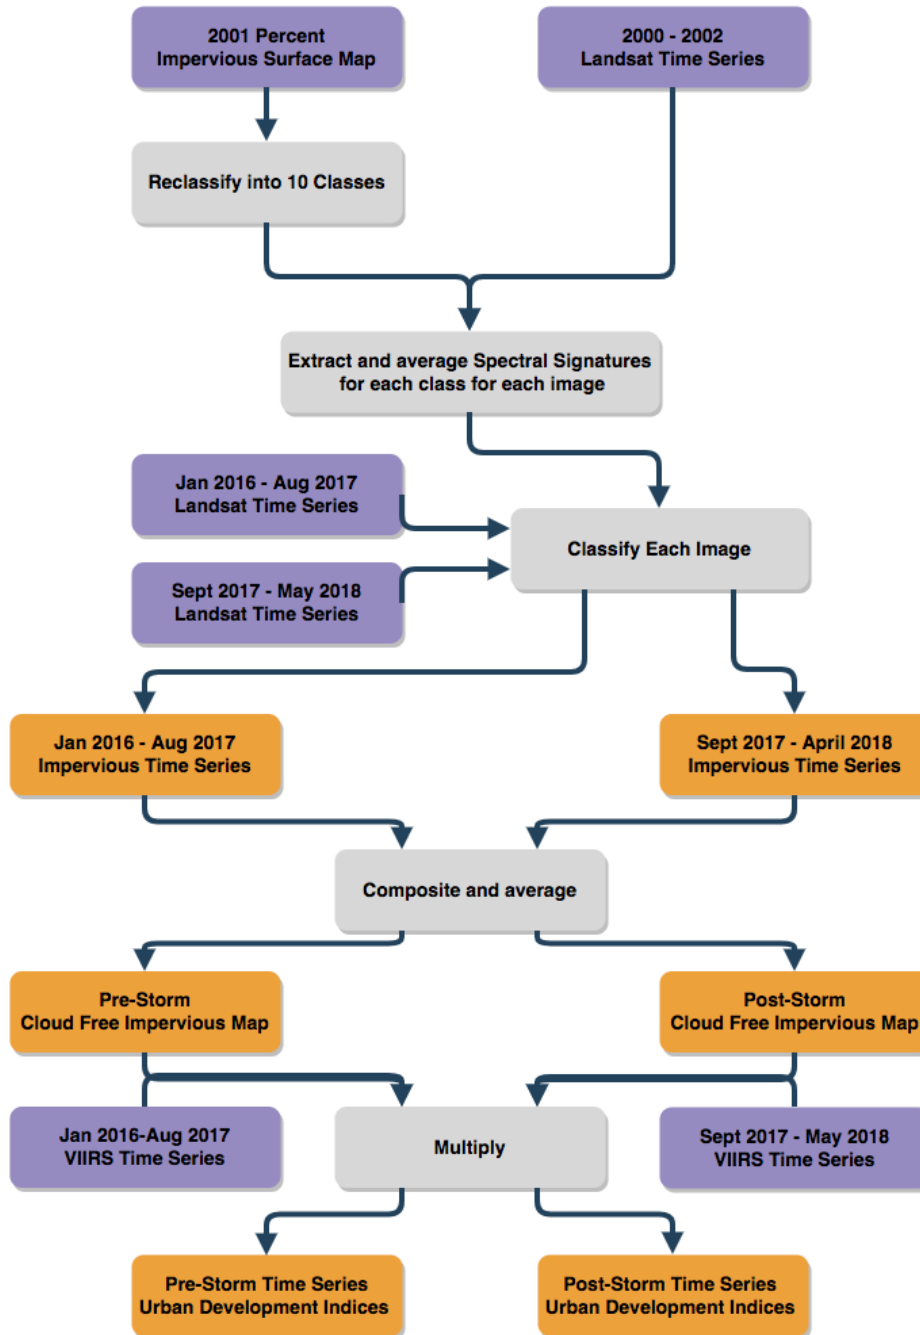 2001 Percent
Impervious Surface Map
2000 - 2002
Landsat Time Series
Reclassify into 10 Classes
Extract and average Spectral Signatures
for each class for each image
Jan 2016 - Aug 2017
Landsat Time Series
Classify Each Image
Sept 2017 - May 2018
Landsat Time Series
Jan 2016 - Aug 2017
Impervious Time Series
Sept 2017 - April 2018
Impervious Time Series
Composite and average
Pre-Storm
Cloud Free Impervious Map
Post-Storm
Cloud Free Impervious Map
Jan 2016-Aug 2017
VIIRS Time Series
Multiply
Sept 2017 - May 2018
VIIRS Time Series
Pre-Storm Time Series
Urban Development Indices
Post-Storm Time Series
Urban Development Indices